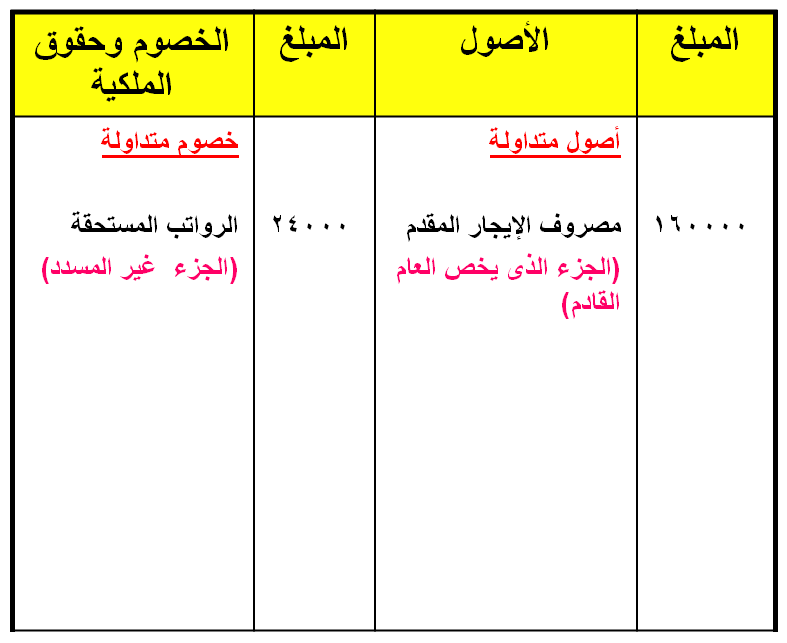 المبلغ
الأصول
المبلغ
الخصوم وحقوق
الملكية
أصول متداولة
خصوم متداولة
١٦٠٠٠٠
مصروف الإيجار المقدم
(الجزء الذى يخص العام
القادم)
٢٤٠٠٠
الرواتب المستحقة
(الجزء غير المسدد)